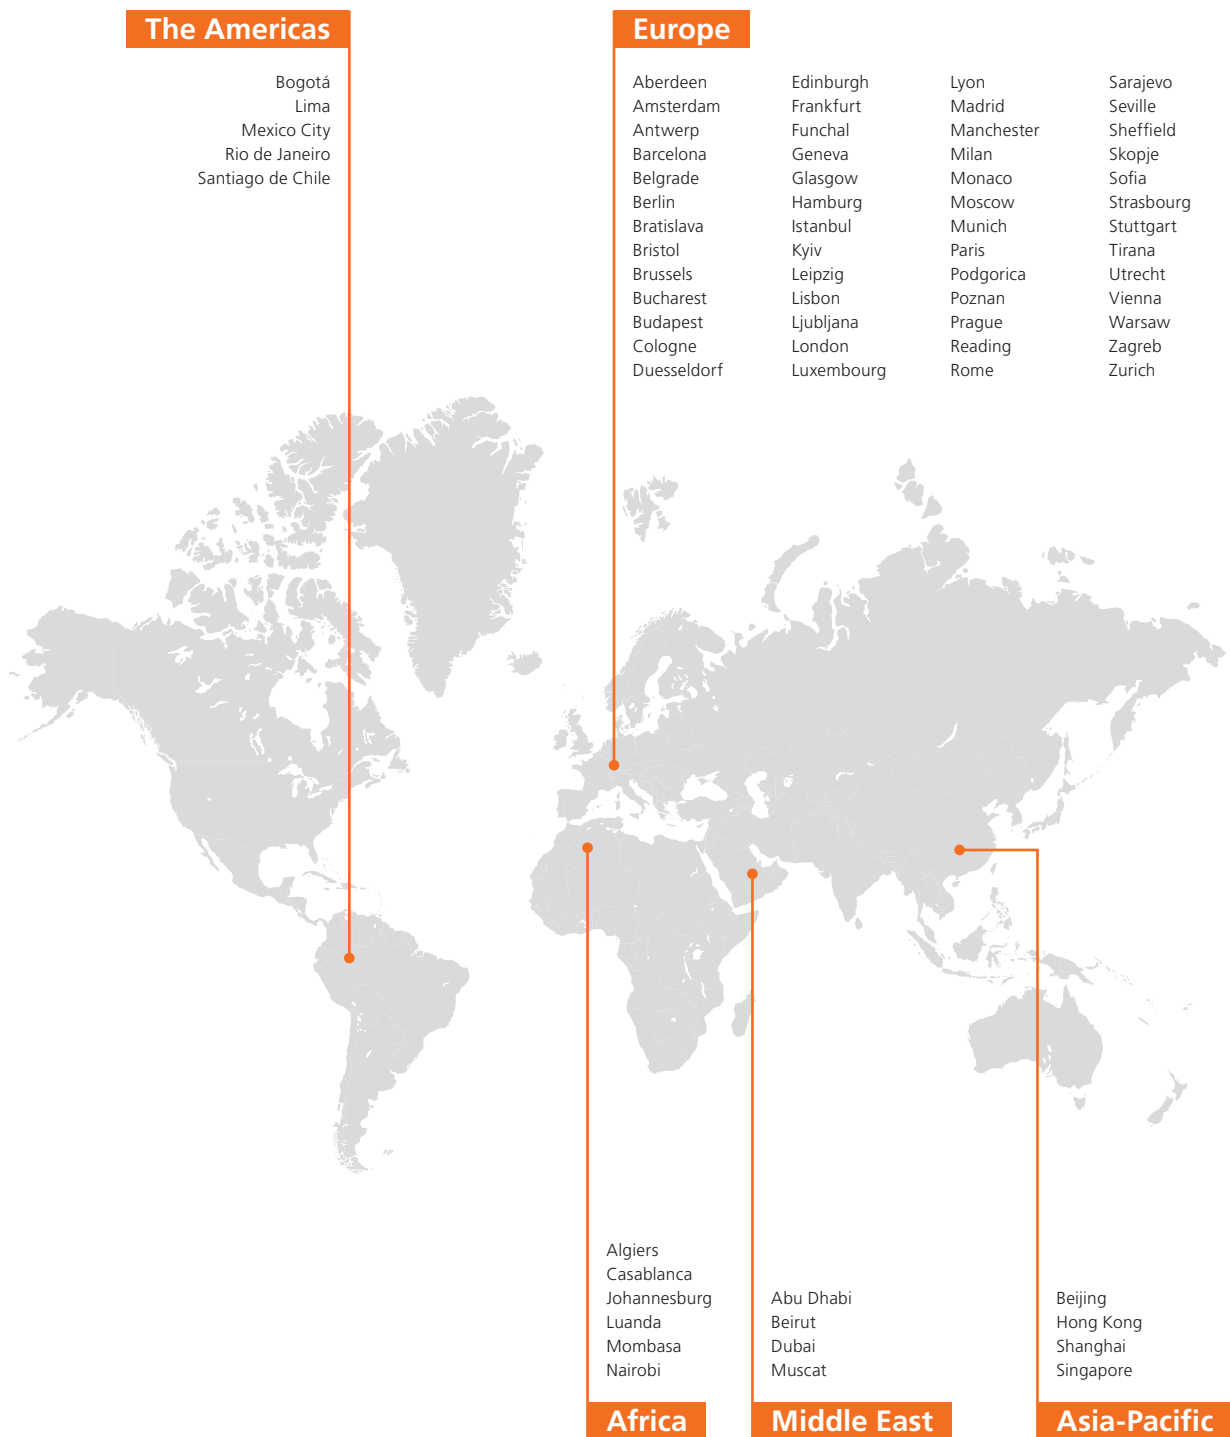 The Americas
Bogotá
Lima
Mexico City
Rio de Janeiro
Santiago de Chile
Europe
Aberdeen
Amsterdam
Antwerp
Barcelona
Belgrade
Berlin
Bratislava
Bristol
Brussels
Bucharest
Budapest
Cologne
Duesseldorf
Edinburgh
Frankfurt
Funchal
Geneva
Glasgow
Hamburg
Istanbul
Kyiv
Leipzig
Lisbon
Ljubljana
London
Luxembourg
Lyon
Madrid
Manchester
Milan
Monaco
Moscow
Munich
Paris
Podgorica
Poznan
Prague
Reading
Rome
Sarajevo
Seville
Sheffield
Skopje
Sofia
Strasbourg
Stuttgart
Tirana
Utrecht
Vienna
Warsaw
Zagreb
Zurich
Algiers
Casablanca
Johannesburg
Luanda
Mombasa
Nairobi
Africa
Abu Dhabi
Beirut
Dubai
Muscat
Middle East
Beijing
Hong Kong
Shanghai
Singapore
Asia-Pacific